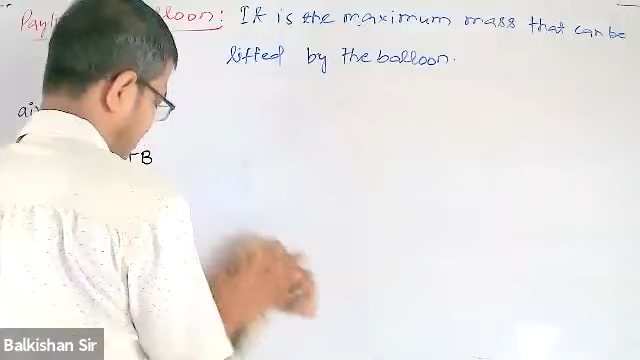 It is the maximum mass that can be
lifted by the balloon.
Balkishan Sir